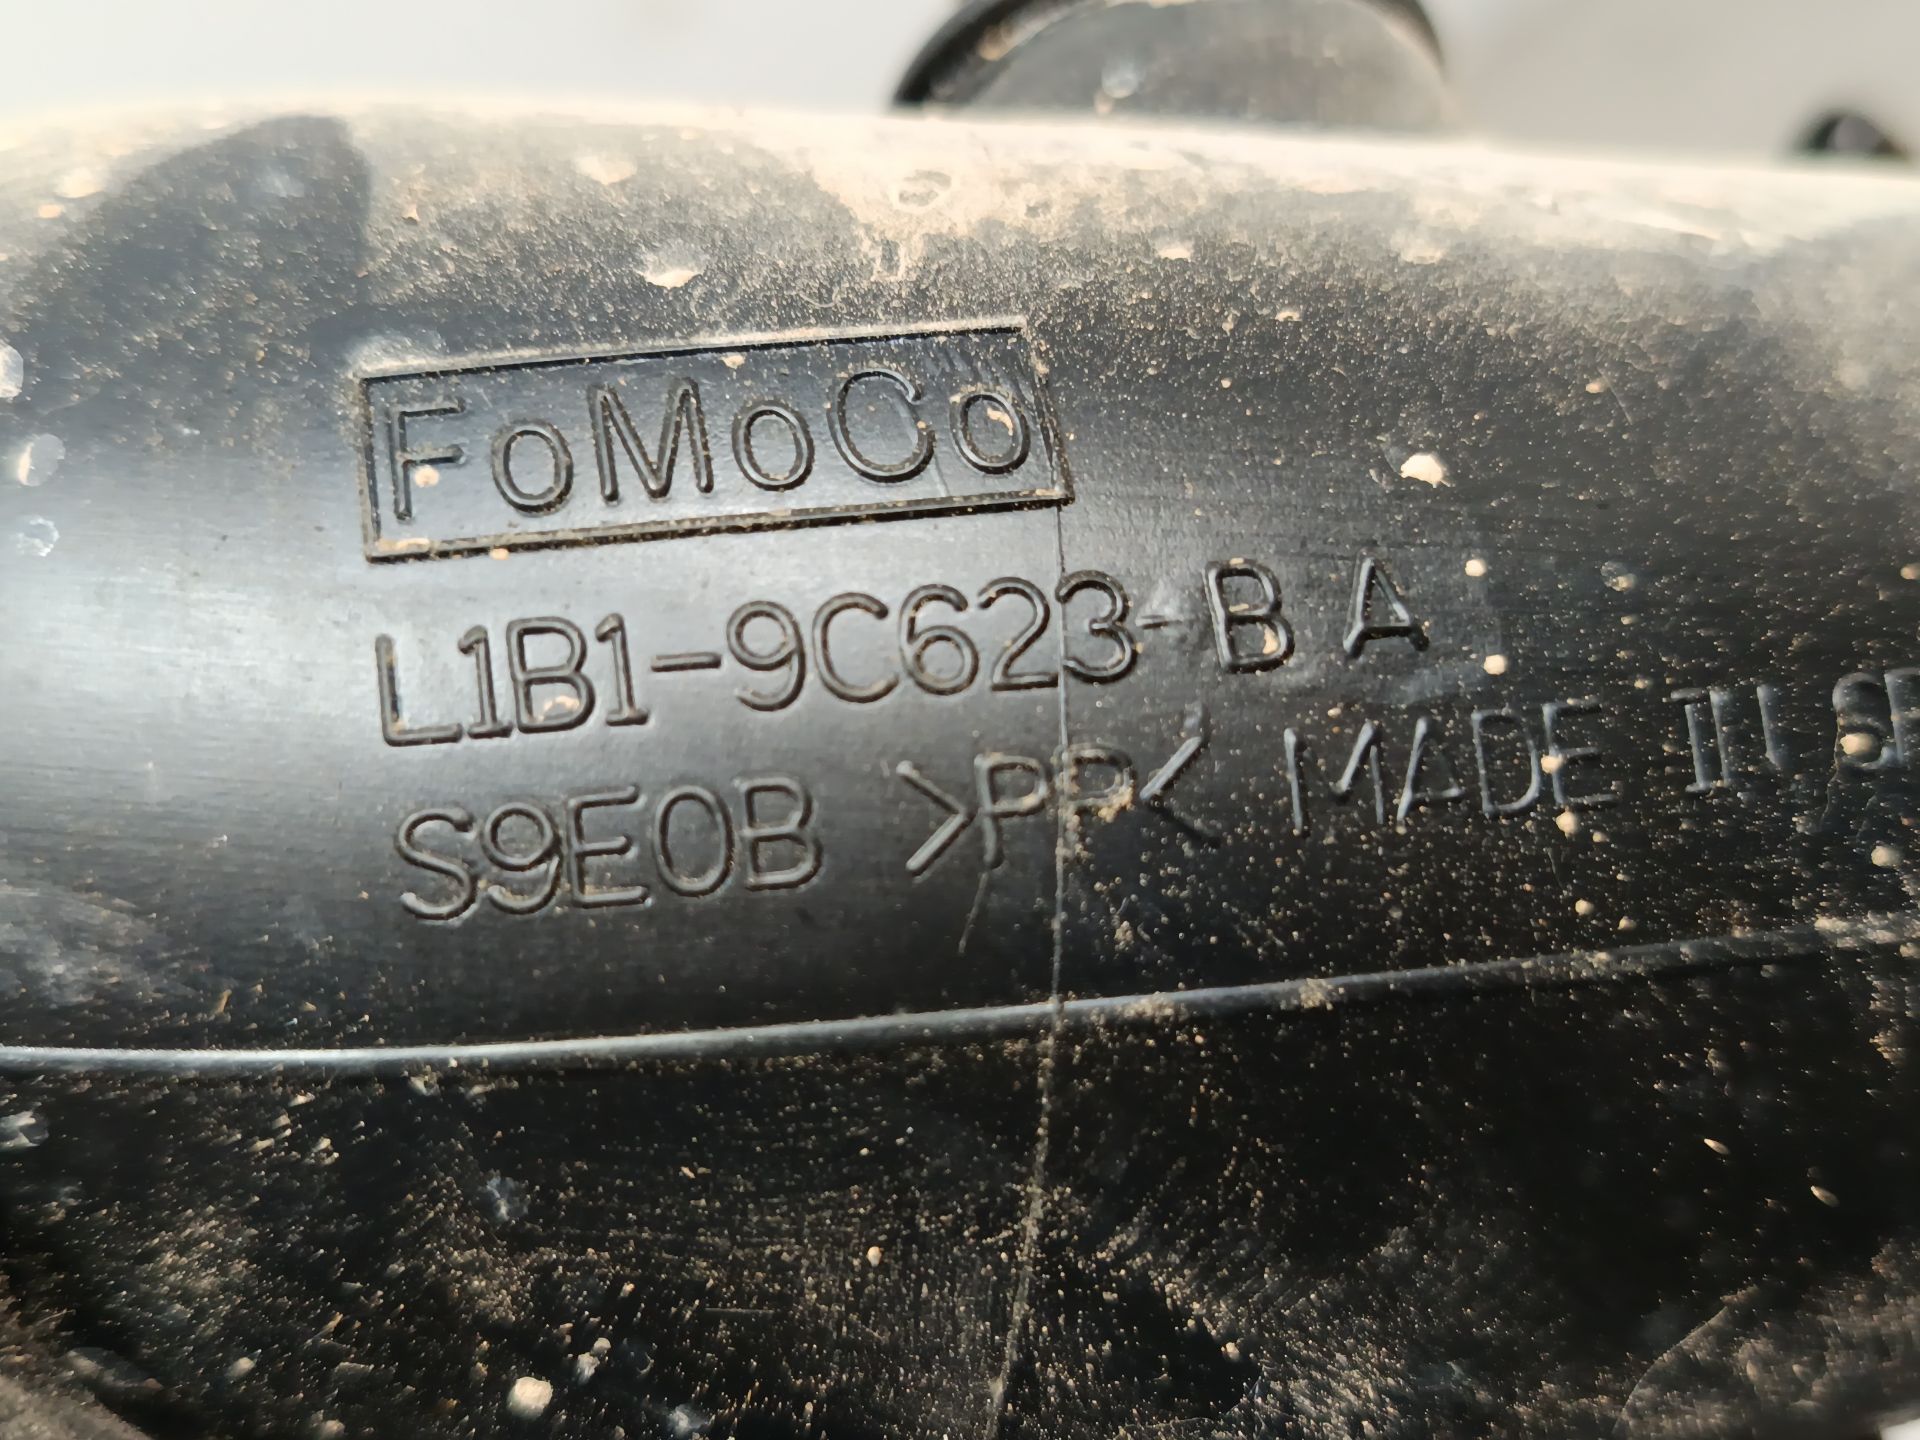 FoMoCo
L1B1-9C623-BA
S9E0B >PP< MADE IN